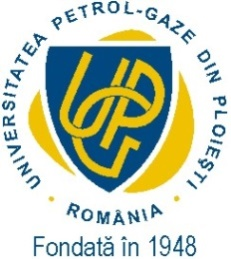 UNIVERSITATEA PETROL-GAZE DIN PLOIEȘTI
UPG
· ROMÂNIA ·
Fondată în 1948